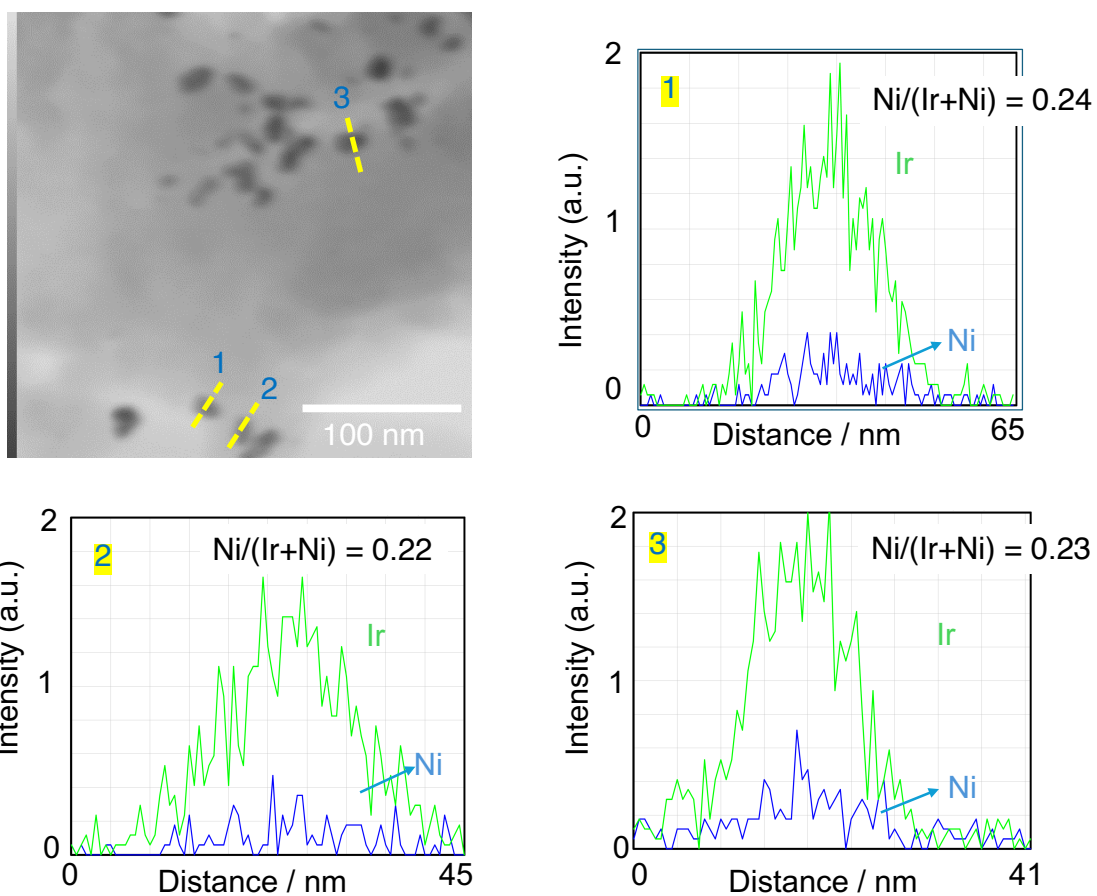 3
1
2
100 nm
2
1
Ni/(Ir+Ni) = 0.24
Ir
1
Intensity (a.u.)
Ni
0
0
Distance / nm
65
2
2
Ni/(Ir+Ni) = 0.22
Ir
1
Intensity (a.u.)
Ni
0
0
Distance / nm
45
2
3
Ni/(Ir+Ni) = 0.23
Ir
1
Intensity (a.u.)
Ni
0
0
Distance / nm
41